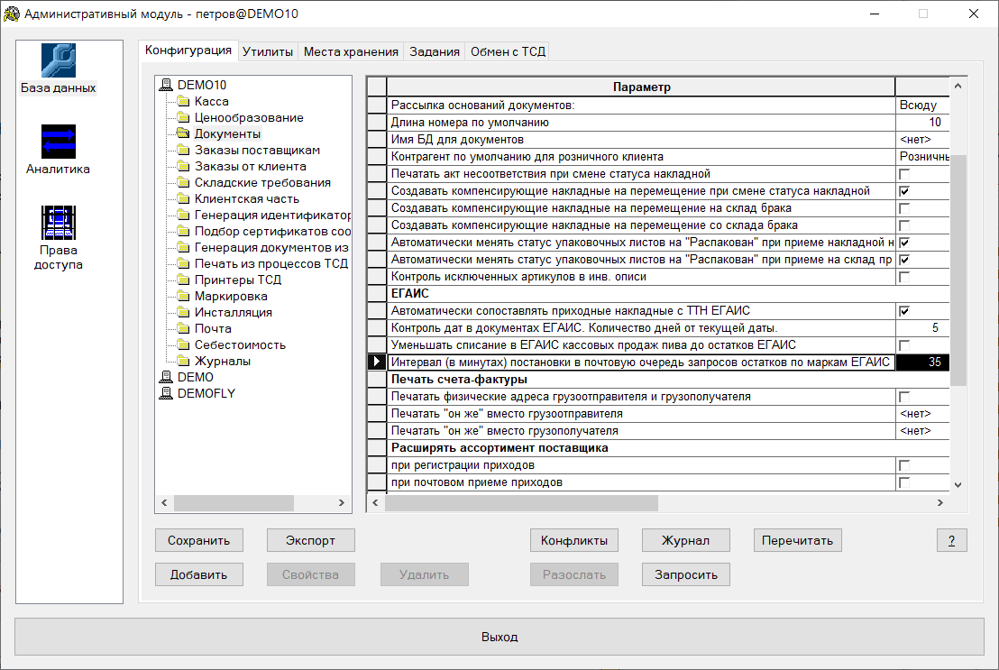 Административный модуль - петров@DEMO10
База данных
Аналитика
Права
доступа
Конфигурация
Утилиты
Места хранения
Задания
Обмен с ТСД
DEMO10
Касса
Ценообразование
Документы
Заказы поставщикам
Заказы от клиента
Складские требования
Клиентская часть
Генерация идентификатор
Подбор сертификатов соо
Генерация документов из
Печать из процессов ТСД
Принтеры ТСД
Маркировка
Инсталляция
Почта
Себестоимость
Журналы
DEMO
DEMOFLY
Параметр
Рассылка оснований документов: Всюду
Длина номера по умолчанию 10
Имя БД для документов <нет>
Контрагент по умолчанию для розничного клиента Розничнь
Печатать акт несоответствия при смене статуса накладной
Создавать компенсирующие накладные на перемещение при смене статуса накладной
Создавать компенсирующие накладные на перемещение на склад брака
Создавать компенсирующие накладные на перемещение со склада брака
Автоматически менять статус упаковочных листов на "Распакован" при приеме накладной н
Автоматически менять статус упаковочных листов на "Распакован" при приеме на склад пр
Контроль исключенных артикулов в инв. описи
ЕГАИС
Автоматически сопоставлять приходные накладные с ТТН ЕГАИС
Контроль дат в документах ЕГАИС. Количество дней от текущей даты. 5
Уменьшать списание в ЕГАИС кассовых продаж пива до остатков ЕГАИС
Интервал (в минутах) постановки в почтовую очередь запросов остатков по маркам ЕГАИС 35
Печать счета-фактуры
Печатать физические адреса грузоотправителя и грузополучателя
Печатать "он же" вместо грузоотправителя <нет>
Печатать "он же" вместо грузополучателя <нет>
Расширять ассортимент поставщика
при регистрации приходов
при почтовом приеме приходов
Сохранить
Экспорт
Конфликты
Журнал
Перечитать
?
Добавить
Свойства
Удалить
Разослать
Запросить
Выход